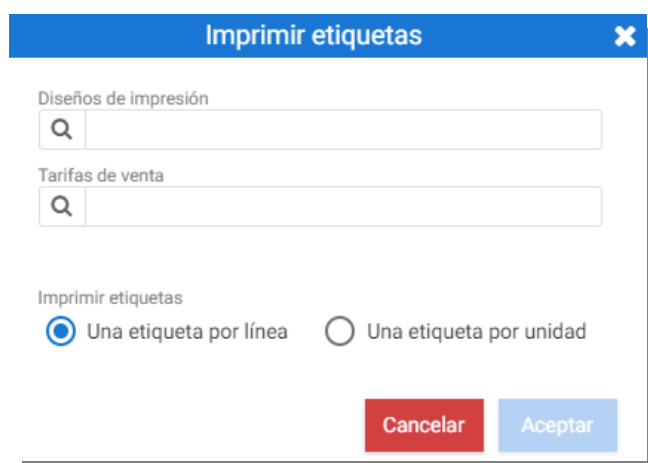 Imprimir etiquetas
Diseños de impresión
Tarifas de venta
Imprimir etiquetas
Una etiqueta por línea Una etiqueta por unidad
Cancelar Aceptar